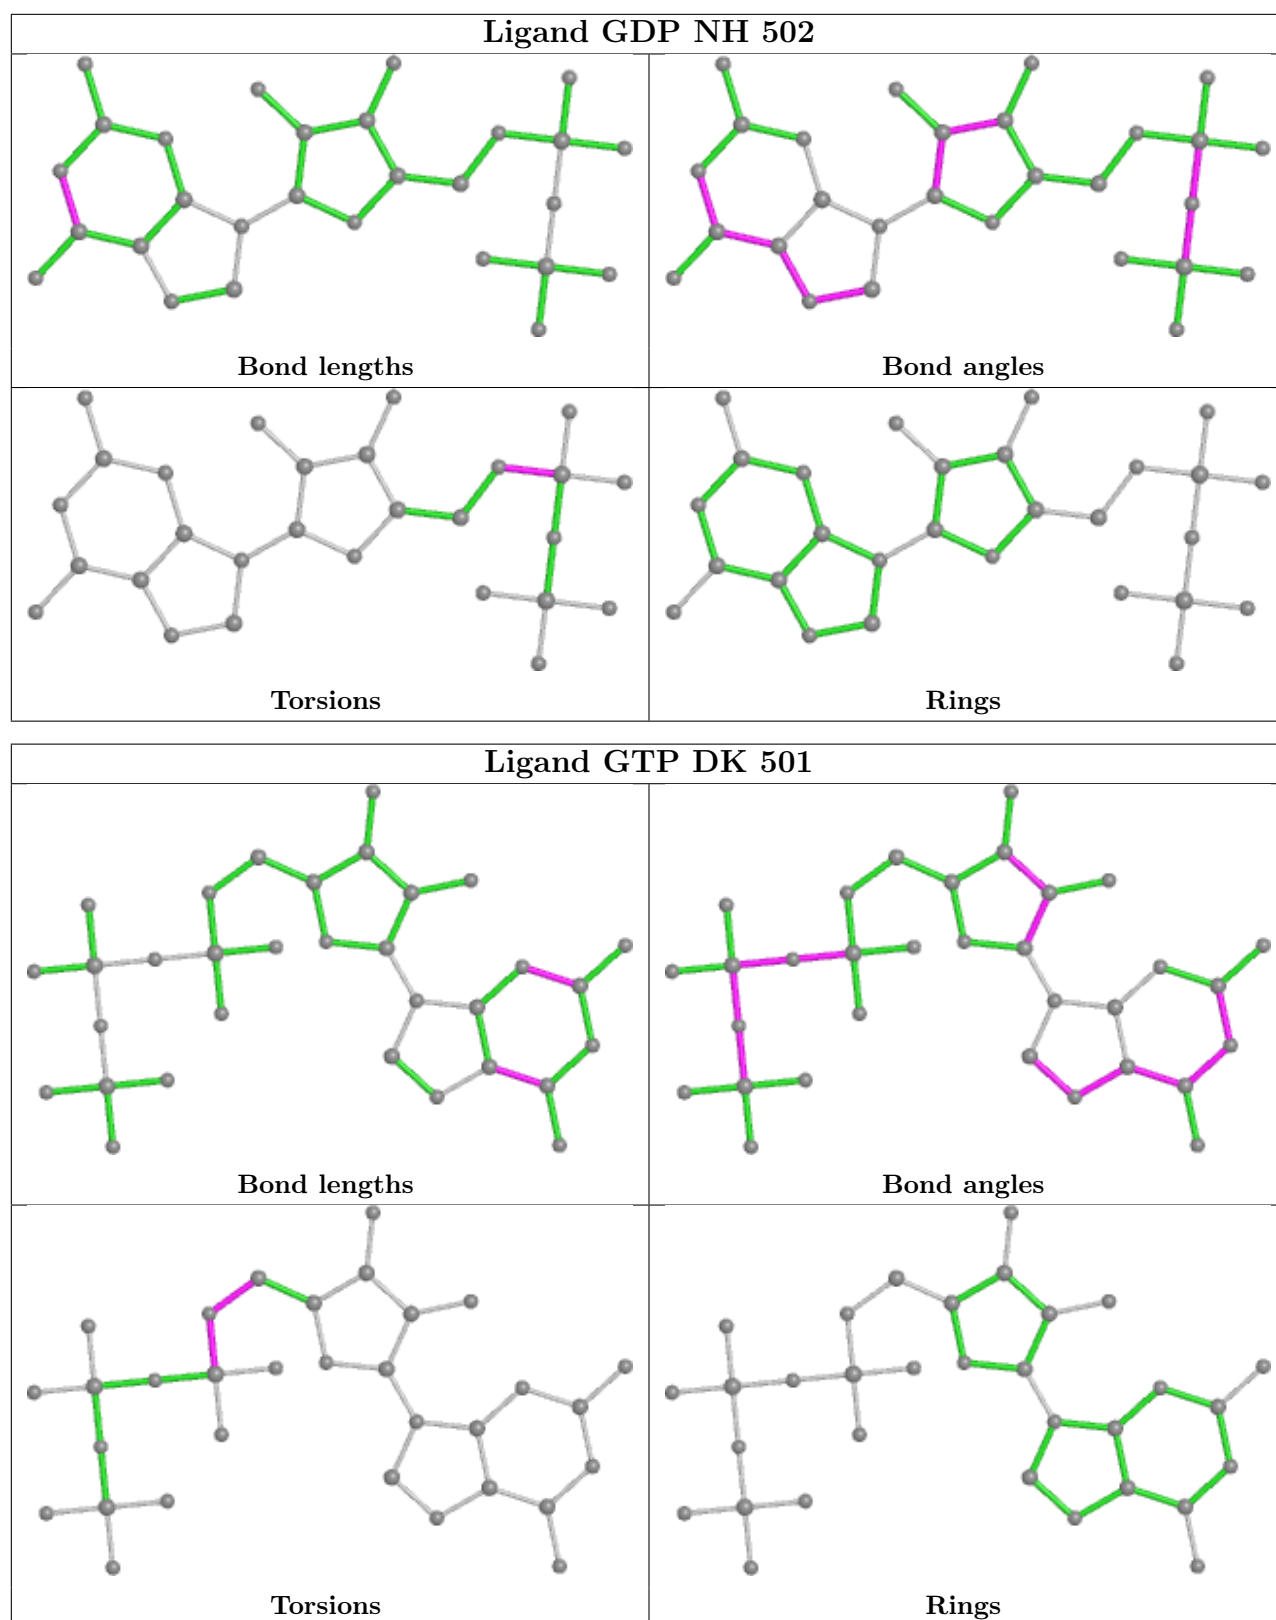 Ligand GDP NH 502
Bond lengths
Bond angles
Torsions
Rings
Ligand GTP DK 501
Bond lengths
Bond angles
Torsions
Rings